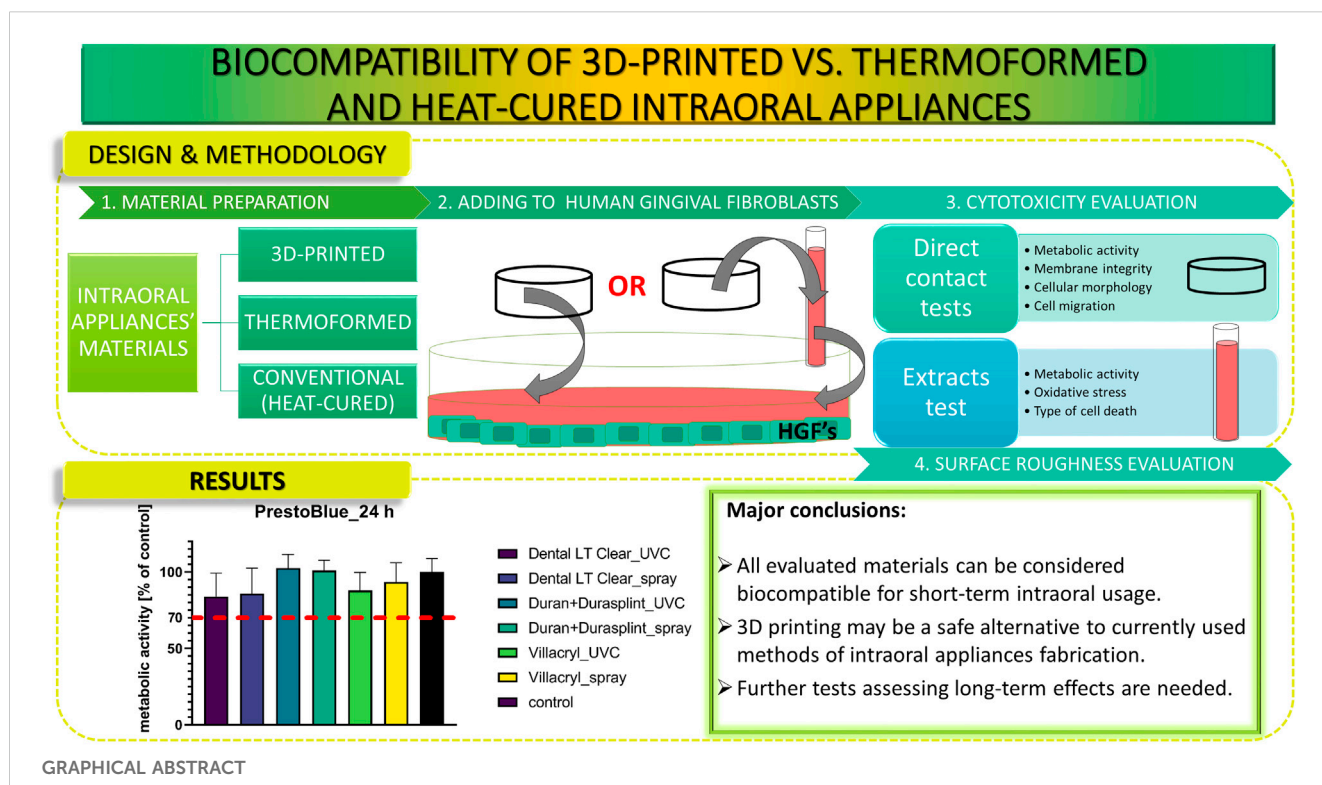 BIOCOMPATIBILITY OF 3D-PRINTED VS. THERMOFORMED
AND HEAT-CURED INTRAORAL APPLIANCES
DESIGN & METHODOLOGY
1. MATERIAL PREPARATION
2. ADDING TO HUMAN GINGIVAL FIBROBLASTS
3. CYTOTOXICITY EVALUATION
INTRAORAL
APPLIANCES'
MATERIALS
3D-PRINTED
THERMOFORMED
CONVENTIONAL
(HEAT-CURED)
OR
HGF's
Direct
contact
tests
• Metabolic activity
• Membrane integrity
• Cellular morphology
• Cell migration
Extracts
test
• Metabolic activity
• Oxidative stress
• Type of cell death
4. SURFACE ROUGHNESS EVALUATION
RESULTS
PrestoBlue_24 h
metabolic activity [% of control]
100
70
50
0
Dental LT Clear_UVC
Dental LT Clear_spray
Duran+Durasplint_UVC
Duran+Durasplint_spray
Villacryl_UVC
Villacryl_spray
control
Major conclusions:
➢ All evaluated materials can be considered
biocompatible for short-term intraoral usage.
➢ 3D printing may be a safe alternative to currently used
methods of intraoral appliances fabrication.
➢ Further tests assessing long-term effects are needed.
GRAPHICAL ABSTRACT